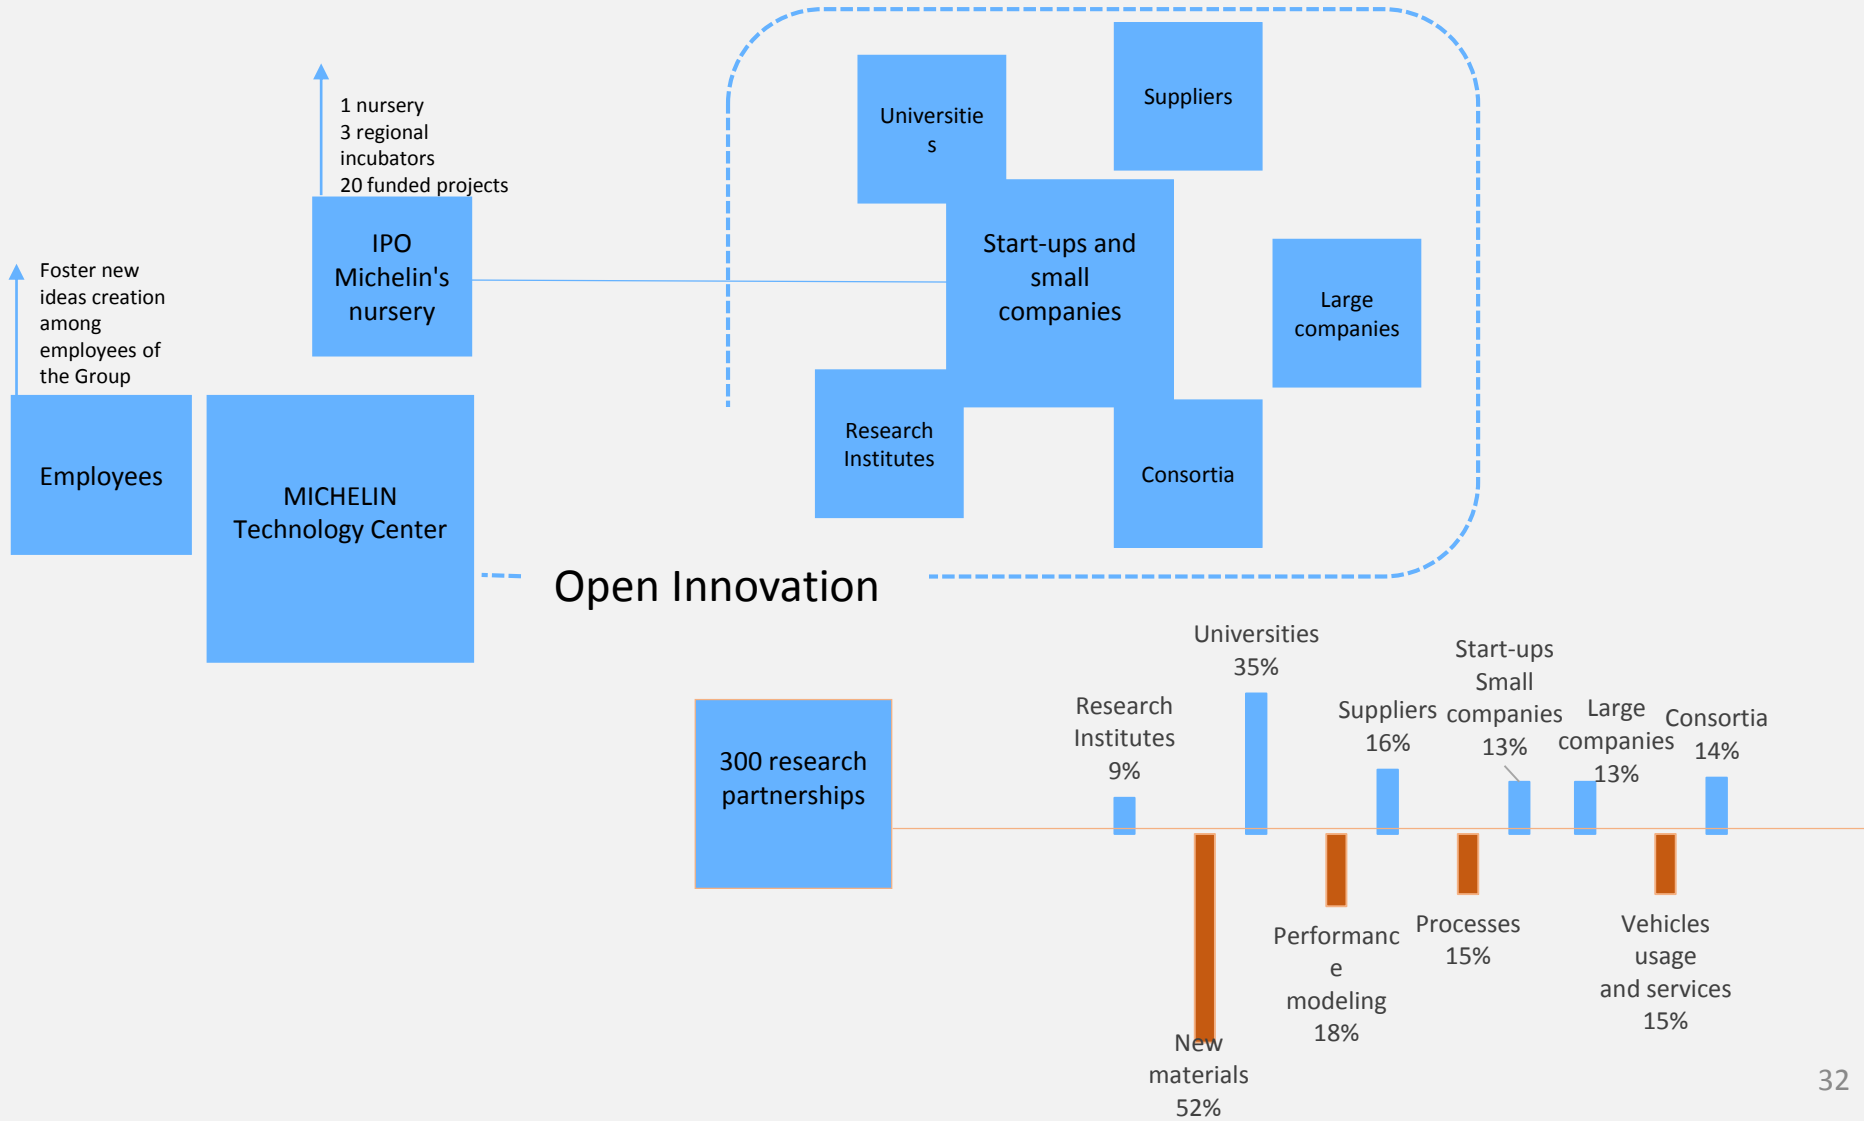 1 nursery
3 regional
incubators
20 funded projects
IPO
Michelin's
nursery
Foster new
ideas creation
among
employees of
the Group
Employees
MICHELIN
Technology Center
Universitie
s
Suppliers
Start-ups and
small
companies
Large
companies
Research
Institutes
Consortia
Open Innovation
300 research
partnerships
Research
Institutes
9%
Universities
35%
Suppliers
16%
Start-ups
Small
companies
13%
Large
companies
13%
Consortia
14%
New
materials
52%
Performanc
e
modeling
18%
Processes
15%
Vehicles
usage
and services
15%
32